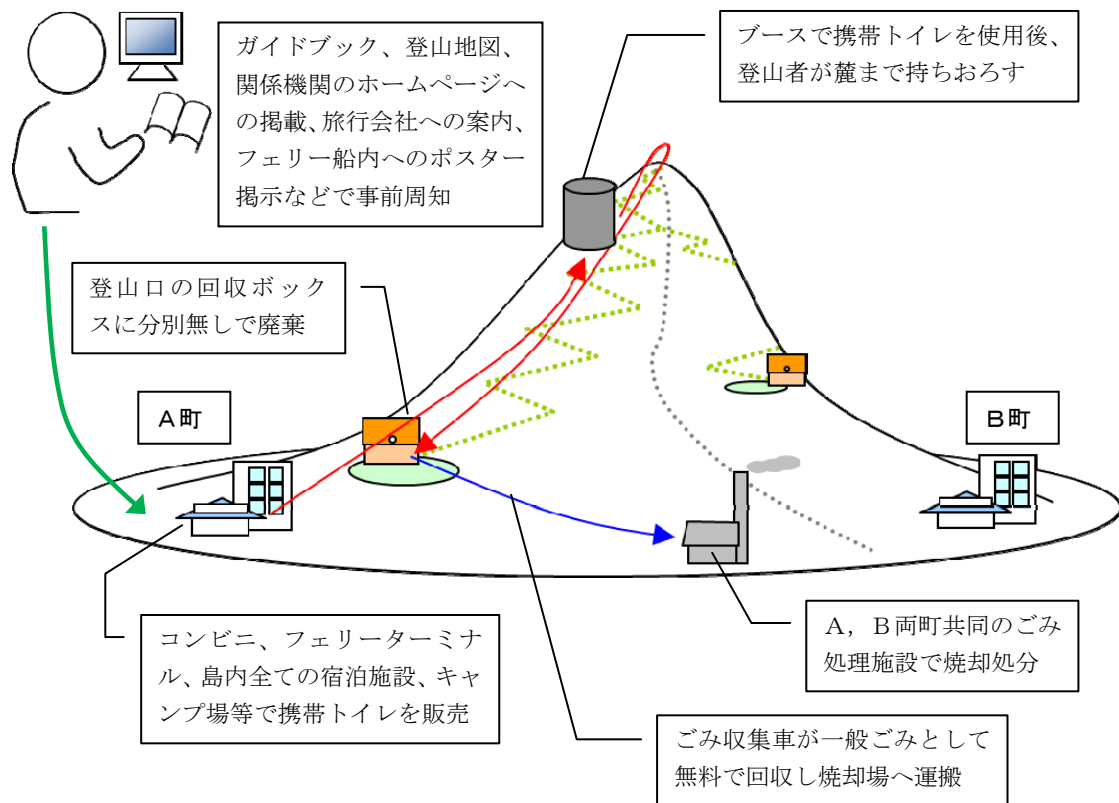 ガイドブック、登山地図、
関係機関のホームページへ
の掲載、旅行会社への案内、
フェリー船内へのポスター
掲示などで事前周知
ブースで携帯トイレを使用後、
登山者が麓まで持ちおろす
登山口の回収ボック
スに分別無しで廃棄
A町
B町
コンビニ、フェリーターミナ
ル、島内全ての宿泊施設、キャ
ンプ場等で携帯トイレを販売
A，B両町共同のごみ
処理施設で焼却処分
ごみ収集車が一般ごみとして
無料で回収し焼却場へ運搬